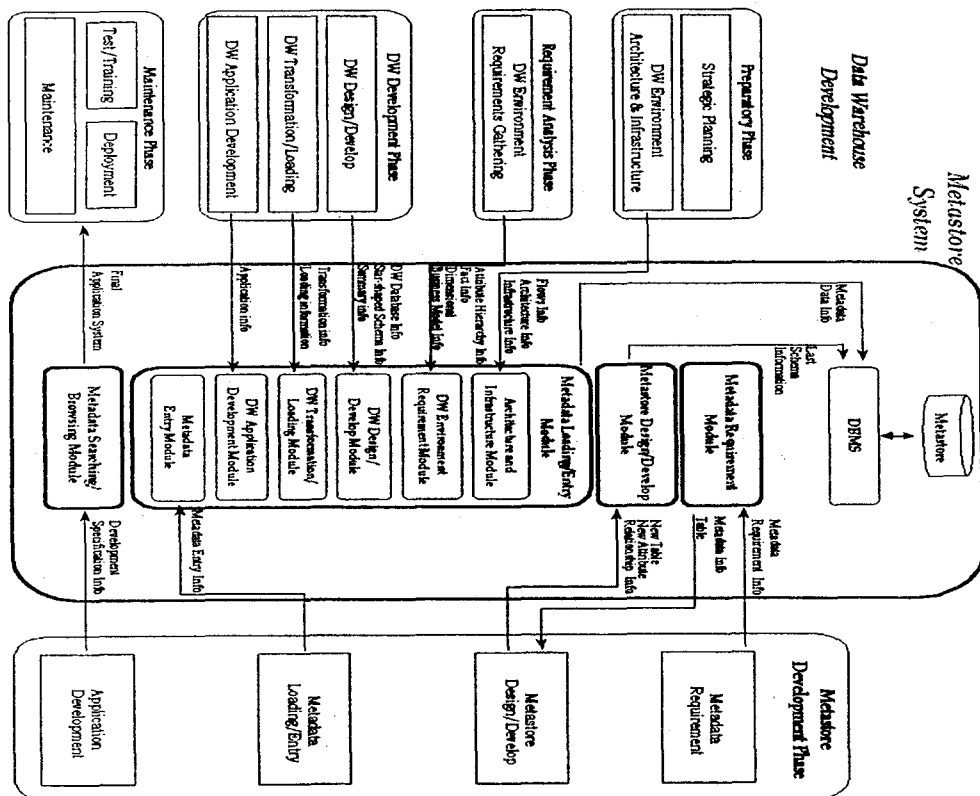 Metastore
System
Data Warehouse
Development
Preparatory Phase
Strategic Planning
DW Environment
Architecture & Infrastructure
Requirement Analysis Phase
DW Environment
Requirements Gathering
DW Development Phase
DW Design/Develop
DW Transformation/Loading
DW Application Development
Maintenance Phase
Test/Training
Deployment
Maintenance
Metastore
DBMS
Metadata
Data Info
Last
Schema
Information
Flowy Info
Architecture Info
Infrastructure Info
Attribute Hierarchy Info
Fact Info
Dimensional
Business Model Info
DW Database Info
Star-shaped Schema Info
Summary info
Transformation info
Loading information
Application info
Final
Application System
Metadata Requirement
Module
Metastore Design/Develop
Module
Metadata Loading/Entry
Module
Architecture and
Infrastructure Module
DW Environment
Requirement Module
DW Design/
Develop Module
DW Transformation/
Loading Module
DW Application
Development Module
Metadata
Entry Module
Metadata Searching/
Browsing Module
Metadata
Requirement Info
Metadata Info
Table
New Table
New Attribute
Relationship Info
Metadata Entry Info
Development
Specification Info
Metastore
Development Phase
Metadata
Requirement
Metastore
Design/Develop
Metadata
Loading/Entry
Application
Development